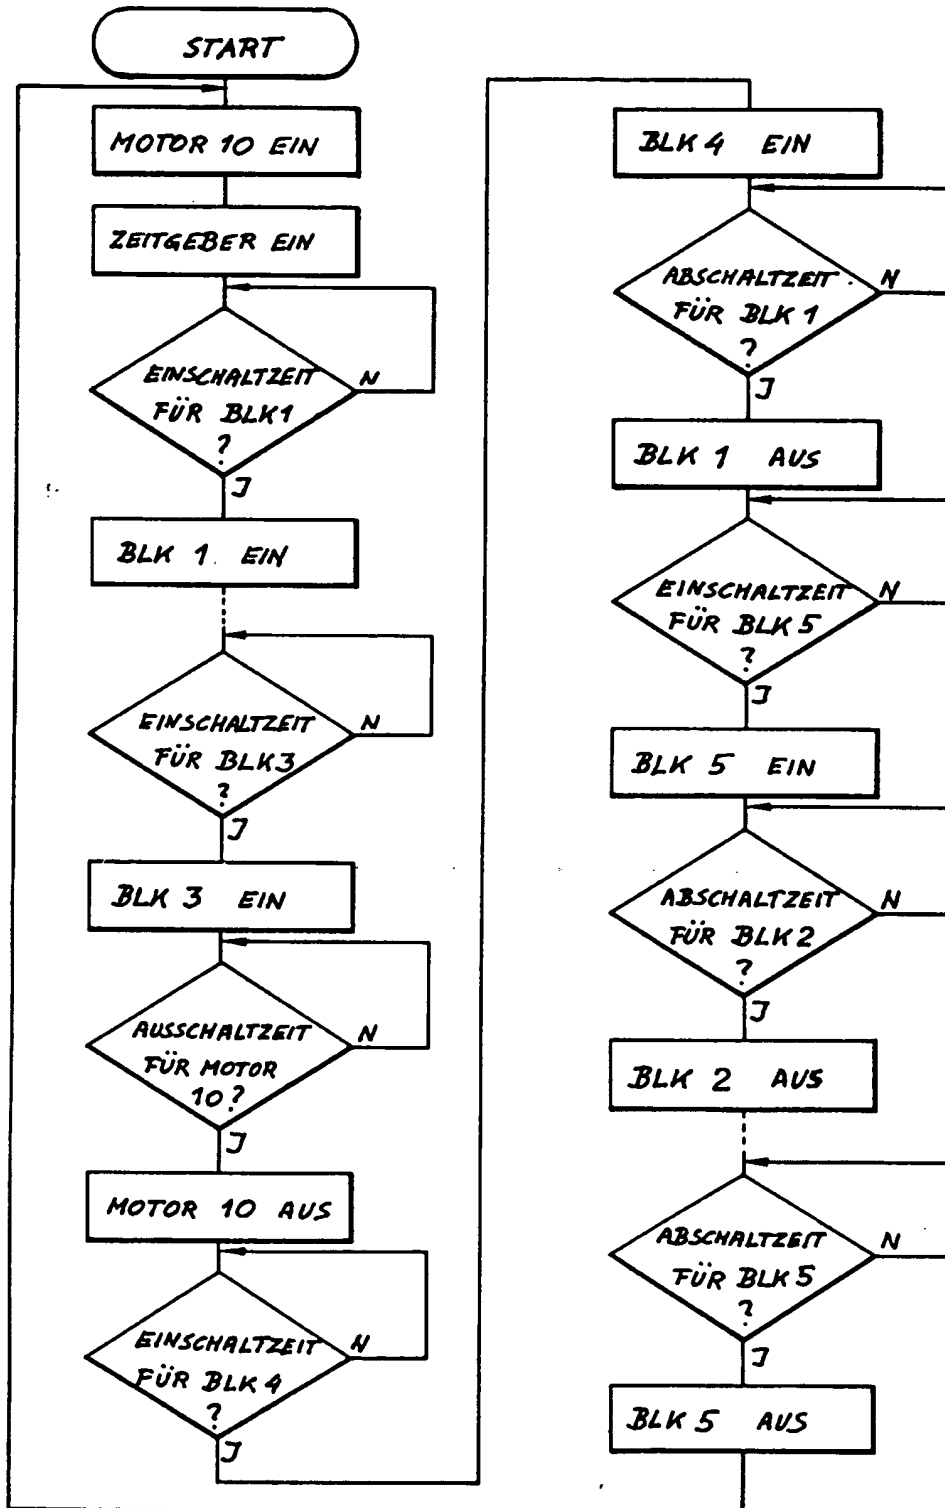 START
MOTOR 10 EIN
ZEITGEBER EIN
EINSCHALTZEIT
FÜR BLK1
?
N
J
BLK 1 EIN
EINSCHALTZEIT
FÜR BLK3
?
N
J
BLK 3 EIN
AUSSCHALTZEIT
FÜR MOTOR
10?
N
J
MOTOR 10 AUS
EINSCHALTZEIT
FÜR BLK 4
?
N
J
BLK 4 EIN
ABSCHALTZEIT
FÜR BLK 1
?
N
J
BLK 1 AUS
EINSCHALTZEIT
FÜR BLK 5
?
N
J
BLK 5 EIN
ABSCHALTZEIT
FÜR BLK2
?
N
J
BLK 2 AUS
ABSCHALTZEIT
FÜR BLK 5
?
N
J
BLK 5 AUS